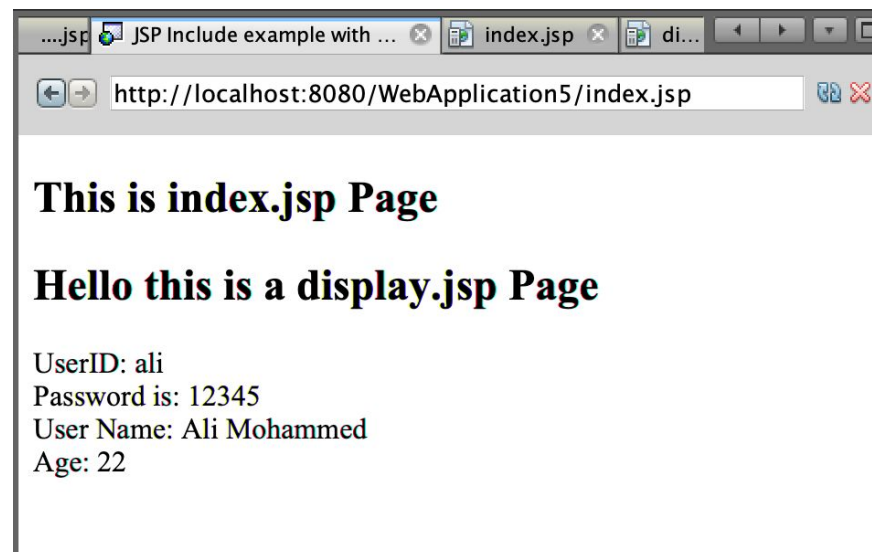 ....jsp JSP Include example with ... index.jsp di...
http://localhost:8080/WebApplication5/index.jsp
This is index.jsp Page
Hello this is a display.jsp Page
UserID: ali
Password is: 12345
User Name: Ali Mohammed
Age: 22